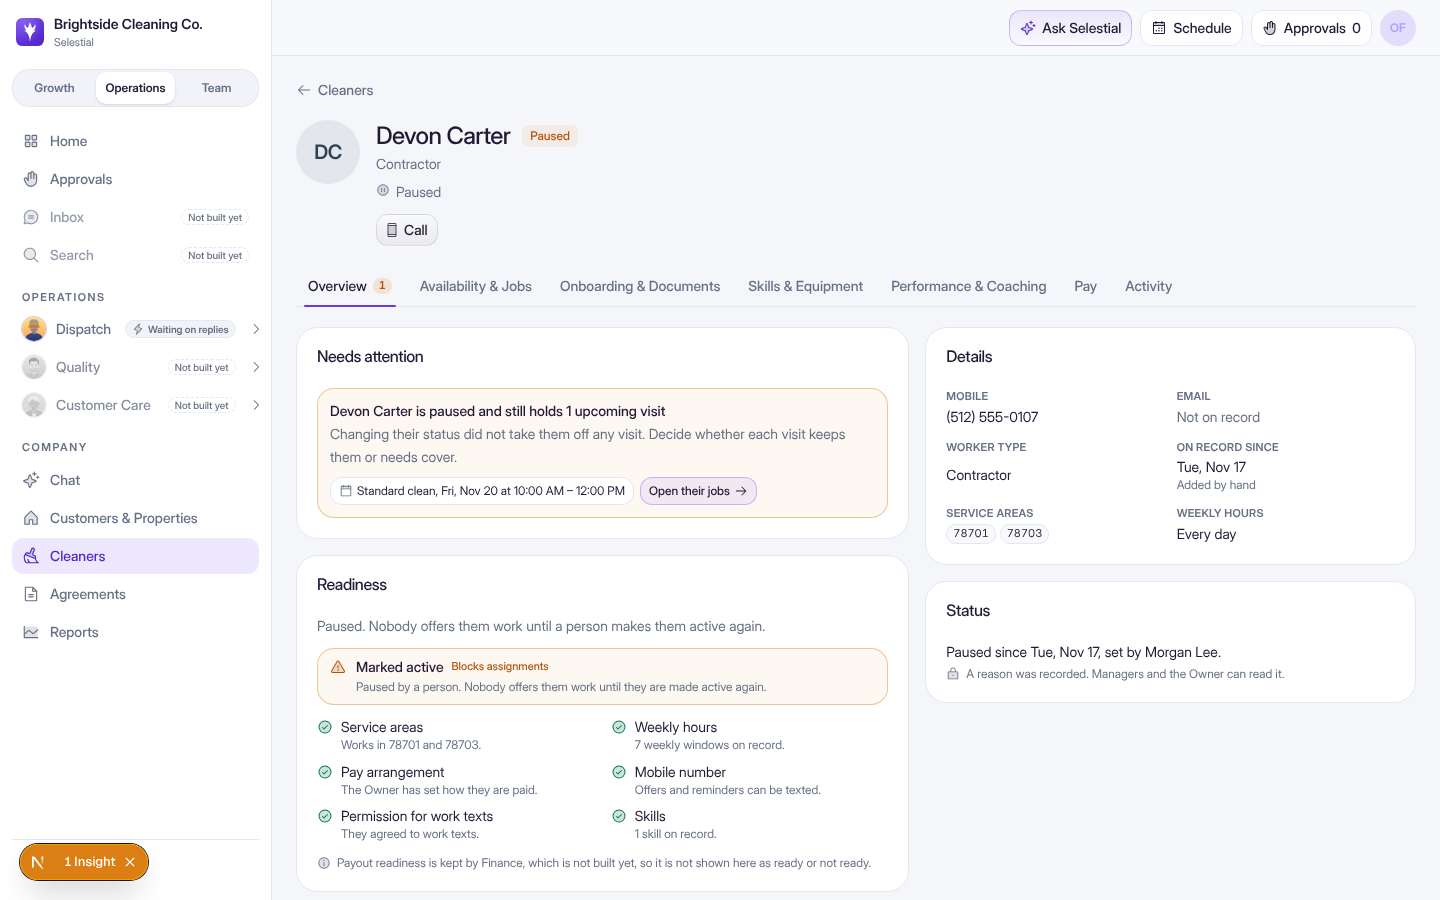 Brightside Cleaning Co.
Selestial
Growth
Operations
Team
Home
Approvals
Inbox
Not built yet
Search
Not built yet
OPERATIONS
Dispatch
Waiting on replies
Quality
Not built yet
Customer Care
Not built yet
COMPANY
Chat
Customers & Properties
Cleaners
Agreements
Reports
1 Insight
Ask Selestial
Schedule
Approvals 0
OF
Cleaners
DC
Devon Carter
Paused
Contractor
Paused
Call
Overview 1
Availability & Jobs
Onboarding & Documents
Skills & Equipment
Performance & Coaching
Pay
Activity
Needs attention
Devon Carter is paused and still holds 1 upcoming visit
Changing their status did not take them off any visit. Decide whether each visit keeps
them or needs cover.
Standard clean, Fri, Nov 20 at 10:00 AM – 12:00 PM
Open their jobs
Readiness
Paused. Nobody offers them work until a person makes them active again.
Marked active
Blocks assignments
Paused by a person. Nobody offers them work until they are made active again.
Service areas
Works in 78701 and 78703.
Weekly hours
7 weekly windows on record.
Pay arrangement
The Owner has set how they are paid.
Mobile number
Offers and reminders can be texted.
Permission for work texts
They agreed to work texts.
Skills
1 skill on record.
Payout readiness is kept by Finance, which is not built yet, so it is not shown here as ready or not ready.
Details
MOBILE
(512) 555-0107
EMAIL
Not on record
WORKER TYPE
Contractor
ON RECORD SINCE
Tue, Nov 17
Added by hand
SERVICE AREAS
78701 78703
WEEKLY HOURS
Every day
Status
Paused since Tue, Nov 17, set by Morgan Lee.
A reason was recorded. Managers and the Owner can read it.